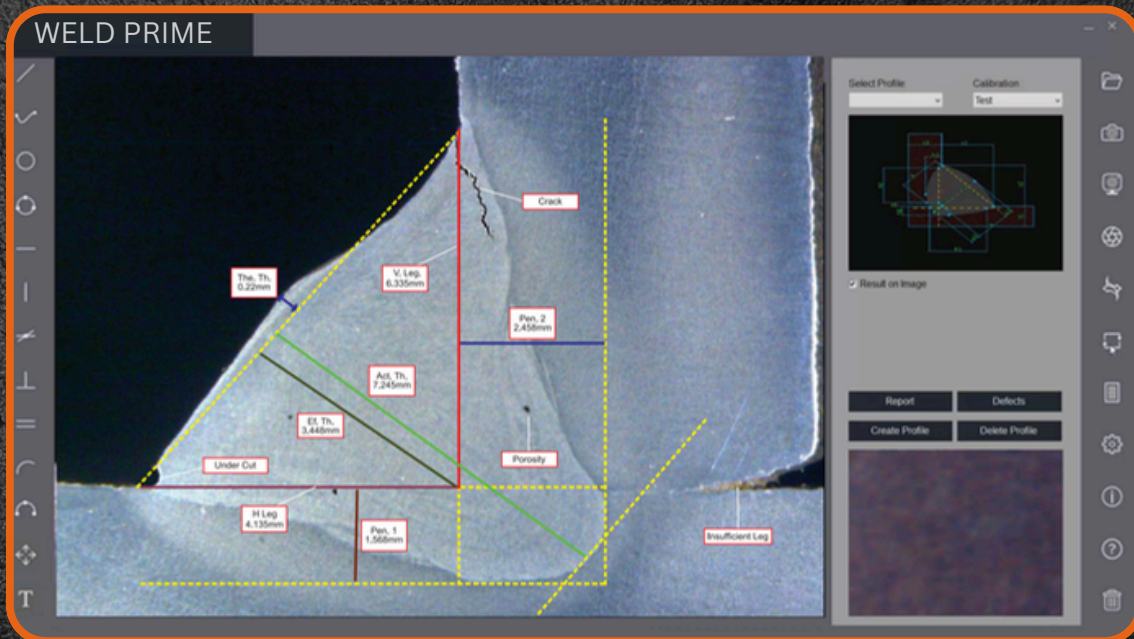 WELD PRIME
Select Profile
Calibration
Test
Crack
The. Th.
0.22mm
V. Leg.
6.335mm
Pen. 2
2,458mm
Act. Th.
7,245mm
Ef. Th.
3,448mm
Under Cut
Porosity
H Leg
4.135mm
Pen. 1
1,568mm
Insufficient Leg
Result on Image
Report
Defects
Create Profile
Delete Profile
T